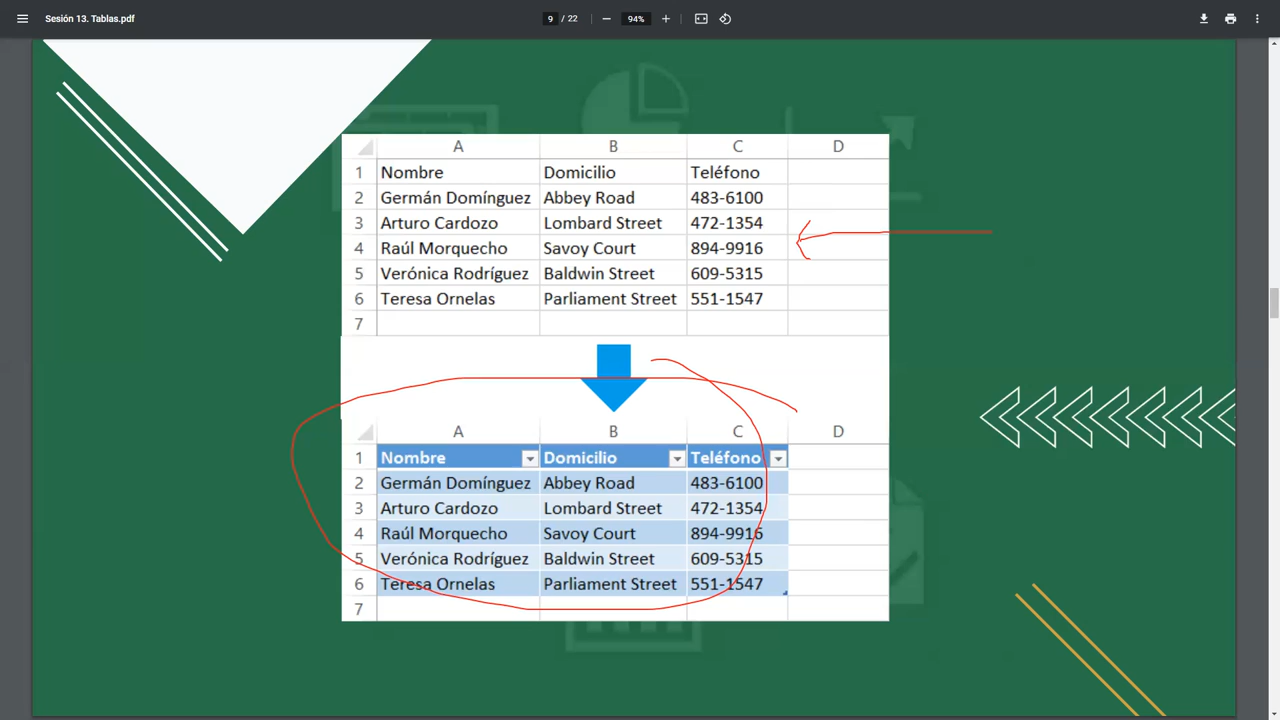 Sesión 13. Tablas.pdf
9 / 22
94%
A B C D
1 Nombre Domicilio Teléfono
2 Germán Domínguez Abbey Road 483-6100
3 Arturo Cardozo Lombard Street 472-1354
4 Raúl Morquecho Savoy Court 894-9916
5 Verónica Rodríguez Baldwin Street 609-5315
6 Teresa Ornelas Parliament Street 551-1547
7
A B C D
1 Nombre Domicilio Teléfono
2 Germán Domínguez Abbey Road 483-6100
3 Arturo Cardozo Lombard Street 472-1354
4 Raúl Morquecho Savoy Court 894-9916
5 Verónica Rodríguez Baldwin Street 609-5315
6 Teresa Ornelas Parliament Street 551-1547
7